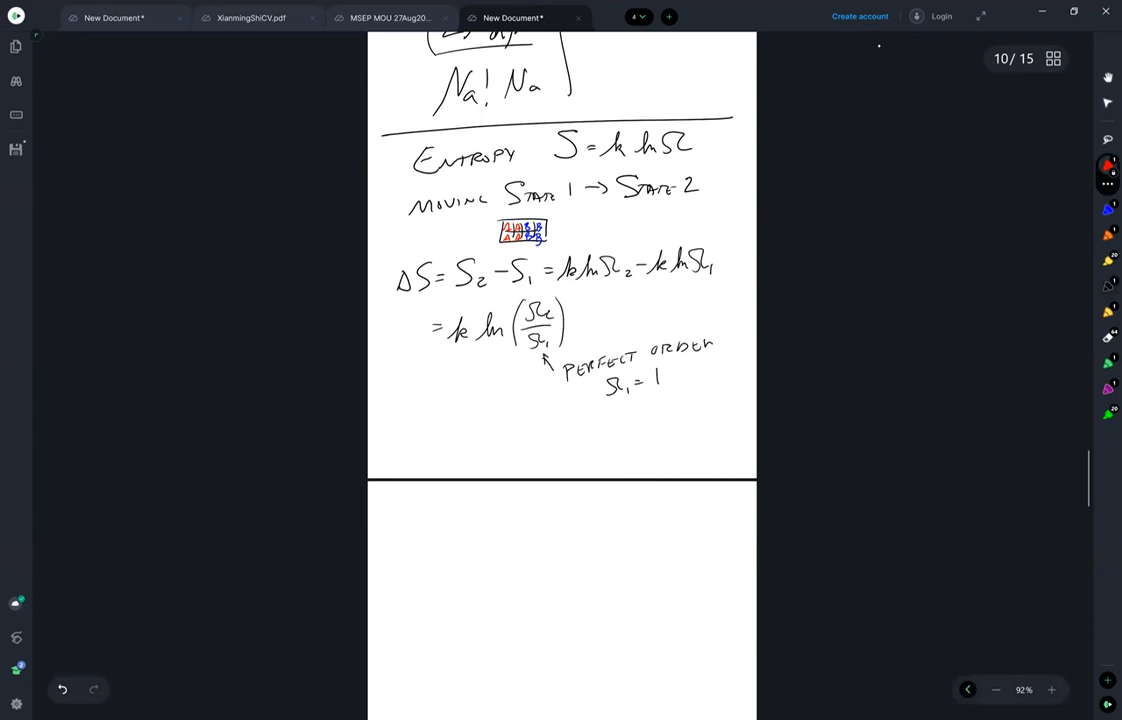 New Document*
XianmingShiCV.pdf
MSEP MOU 27Aug20...
New Document*
4
Create account
Login
10/ 15
Na! Na
ENTROPY S = k ln Ω
MOVING STATE 1 → STATE 2
A A B B
A A B B
ΔS = S₂ - S₁ = k ln Ω₂ - k ln Ω₁
= k ln (Ω₂/Ω₁)
PERFECT ORDER
Ω₁ = 1
92%